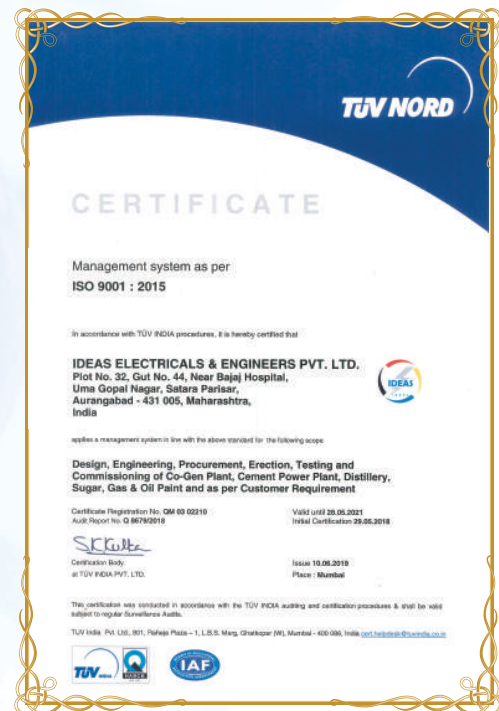 TÜV NORD
CERTIFICATE
Management system as per
ISO 9001 : 2015
In accordance with TÜV INDIA procedures, it is hereby certified that
IDEAS ELECTRICALS & ENGINEERS PVT. LTD.
Plot No. 32, Gut No. 44, Near Bajaj Hospital,
Uma Gopal Nagar, Satara Parisar,
Aurangabad - 431 005, Maharashtra,
India
IDEAS
applies a management system in line with the above standard for the following scope
Design, Engineering, Procurement, Erection, Testing and
Commissioning of Co-Gen Plant, Cement Power Plant, Distillery,
Sugar, Gas & Oil Paint and as per Customer Requirement
Certificate Registration No. QM 03 02210
Audit Report No. Q 8679/2018
Valid until 28.05.2021
Initial Certification 29.05.2018
Certification Body
at TÜV INDIA PVT. LTD.
Issue 10.06.2019
Place : Mumbai
This certification was conducted in accordance with the TÜV INDIA auditing and certification procedures & shall be valid
subject to regular Surveillance Audits.
TUV India Pvt. Ltd., 801, Raheja Plaza – 1, L.B.S. Marg, Ghatkopar (W), Mumbai - 400 086, India cert.helpdesk@tuvindia.co.in
TÜV INDIA
IAF